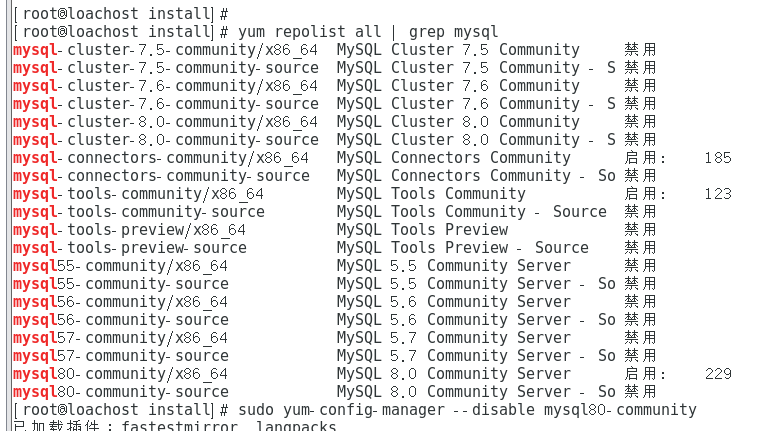 [root@loachost install]#
[root@loachost install]# yum repolist all | grep mysql
mysql-cluster-7.5-community/x86_64 MySQL Cluster 7.5 Community 禁用
mysql-cluster-7.5-community-source MySQL Cluster 7.5 Community - S 禁用
mysql-cluster-7.6-community/x86_64 MySQL Cluster 7.6 Community 禁用
mysql-cluster-7.6-community-source MySQL Cluster 7.6 Community - S 禁用
mysql-cluster-8.0-community/x86_64 MySQL Cluster 8.0 Community 禁用
mysql-cluster-8.0-community-source MySQL Cluster 8.0 Community - S 禁用
mysql-connectors-community/x86_64 MySQL Connectors Community 启用: 185
mysql-connectors-community-source MySQL Connectors Community - So 禁用
mysql-tools-community/x86_64 MySQL Tools Community 启用: 123
mysql-tools-community-source MySQL Tools Community - Source 禁用
mysql-tools-preview/x86_64 MySQL Tools Preview 禁用
mysql-tools-preview-source MySQL Tools Preview - Source 禁用
mysql55-community/x86_64 MySQL 5.5 Community Server 禁用
mysql55-community-source MySQL 5.5 Community Server - So 禁用
mysql56-community/x86_64 MySQL 5.6 Community Server 禁用
mysql56-community-source MySQL 5.6 Community Server - So 禁用
mysql57-community/x86_64 MySQL 5.7 Community Server 禁用
mysql57-community-source MySQL 5.7 Community Server - So 禁用
mysql80-community/x86_64 MySQL 8.0 Community Server 启用: 229
mysql80-community-source MySQL 8.0 Community Server - So 禁用
[root@loachost install]# sudo yum-config-manager --disable mysql80-community
已加载插件：fastestmirror, langpacks